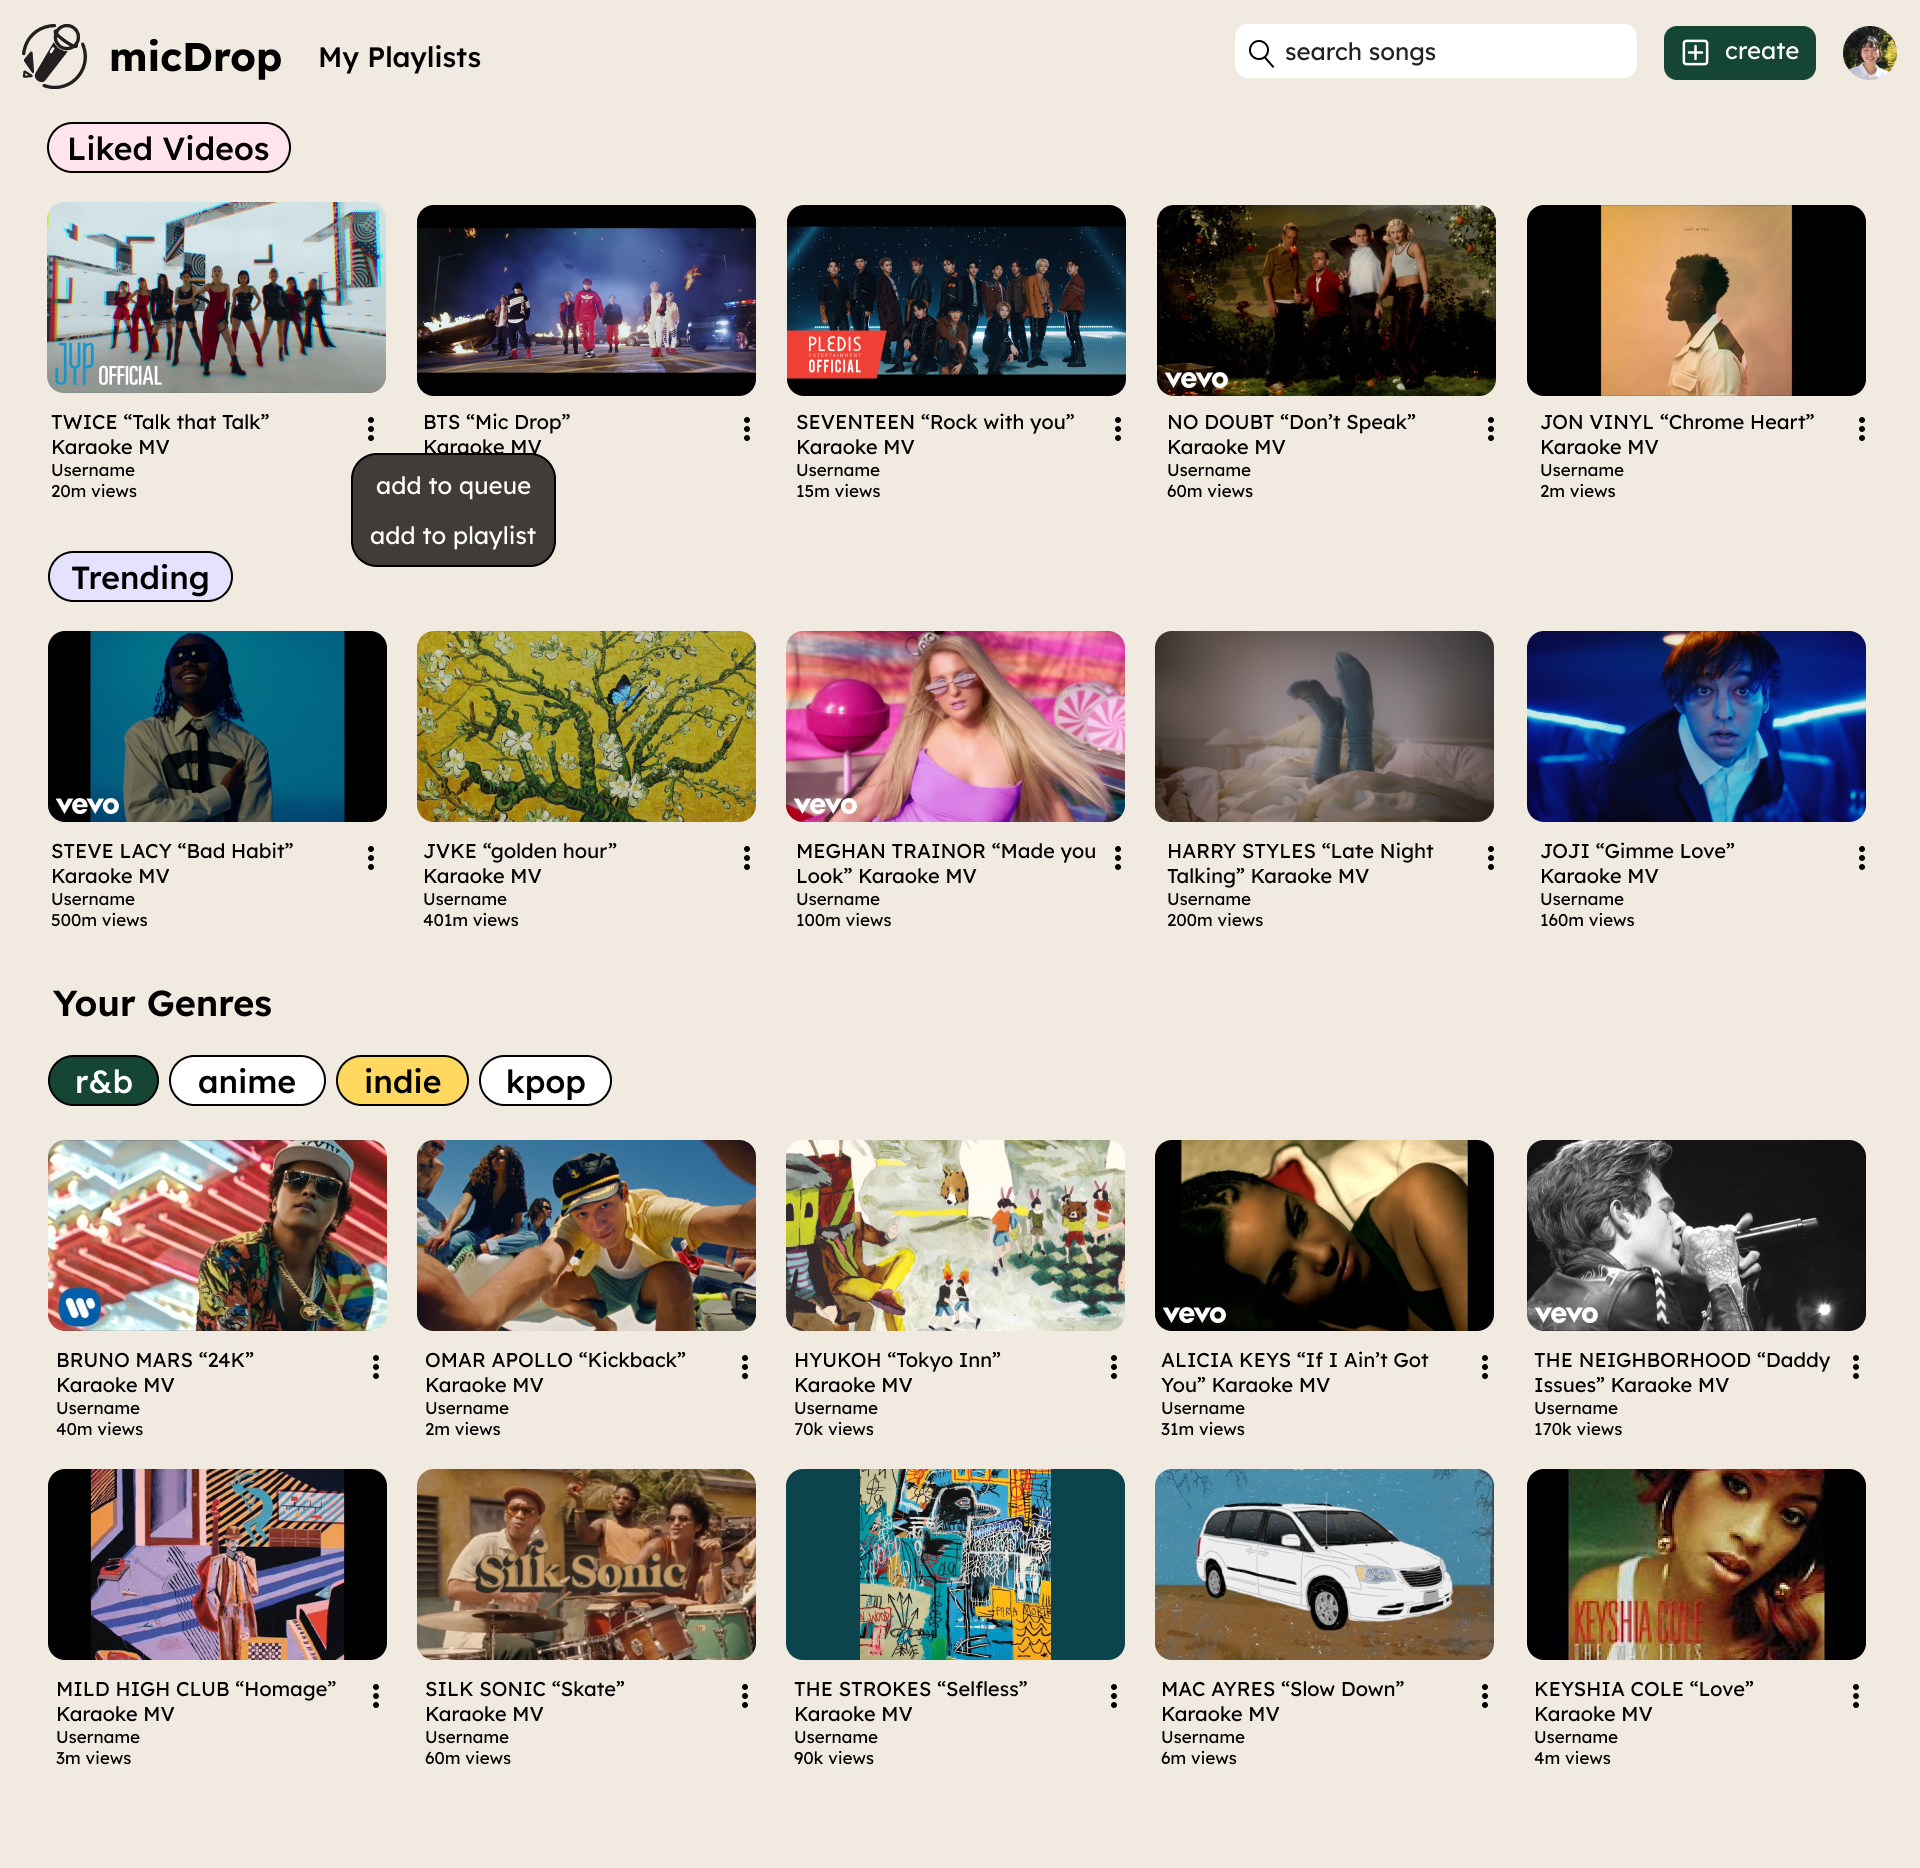 micDrop
My Playlists
search songs
create
Liked Videos
JYP OFFICIAL
PLEDIS
ENTERTAINMENT
OFFICIAL
vevo
LOST IN YOU
TWICE “Talk that Talk”
Karaoke MV
Username
20m views
BTS “Mic Drop”
Karaoke MV
SEVENTEEN “Rock with you”
Karaoke MV
Username
15m views
NO DOUBT “Don’t Speak”
Karaoke MV
Username
60m views
JON VINYL “Chrome Heart”
Karaoke MV
Username
2m views
add to queue
add to playlist
Trending
vevo
vevo
STEVE LACY “Bad Habit”
Karaoke MV
Username
500m views
JVKE “golden hour”
Karaoke MV
Username
401m views
MEGHAN TRAINOR “Made you
Look” Karaoke MV
Username
100m views
HARRY STYLES “Late Night
Talking” Karaoke MV
Username
200m views
JOJI “Gimme Love”
Karaoke MV
Username
160m views
Your Genres
r&b
anime
indie
kpop
vevo
vevo
BRUNO MARS “24K”
Karaoke MV
Username
40m views
OMAR APOLLO “Kickback”
Karaoke MV
Username
2m views
HYUKOH “Tokyo Inn”
Karaoke MV
Username
70k views
ALICIA KEYS “If I Ain’t Got
You” Karaoke MV
Username
31m views
THE NEIGHBORHOOD “Daddy
Issues” Karaoke MV
Username
170k views
Silk Sonic
KEYSHIA COLE
MILD HIGH CLUB “Homage”
Karaoke MV
Username
3m views
SILK SONIC “Skate”
Karaoke MV
Username
60m views
THE STROKES “Selfless”
Karaoke MV
Username
90k views
MAC AYRES “Slow Down”
Karaoke MV
Username
6m views
KEYSHIA COLE “Love”
Karaoke MV
Username
4m views